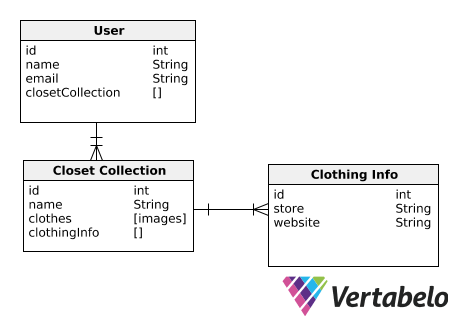 User
id int
name String
email String
closetCollection []
Closet Collection
id int
name String
clothes [images]
clothingInfo []
Clothing Info
id int
store String
website String
Vertabelo